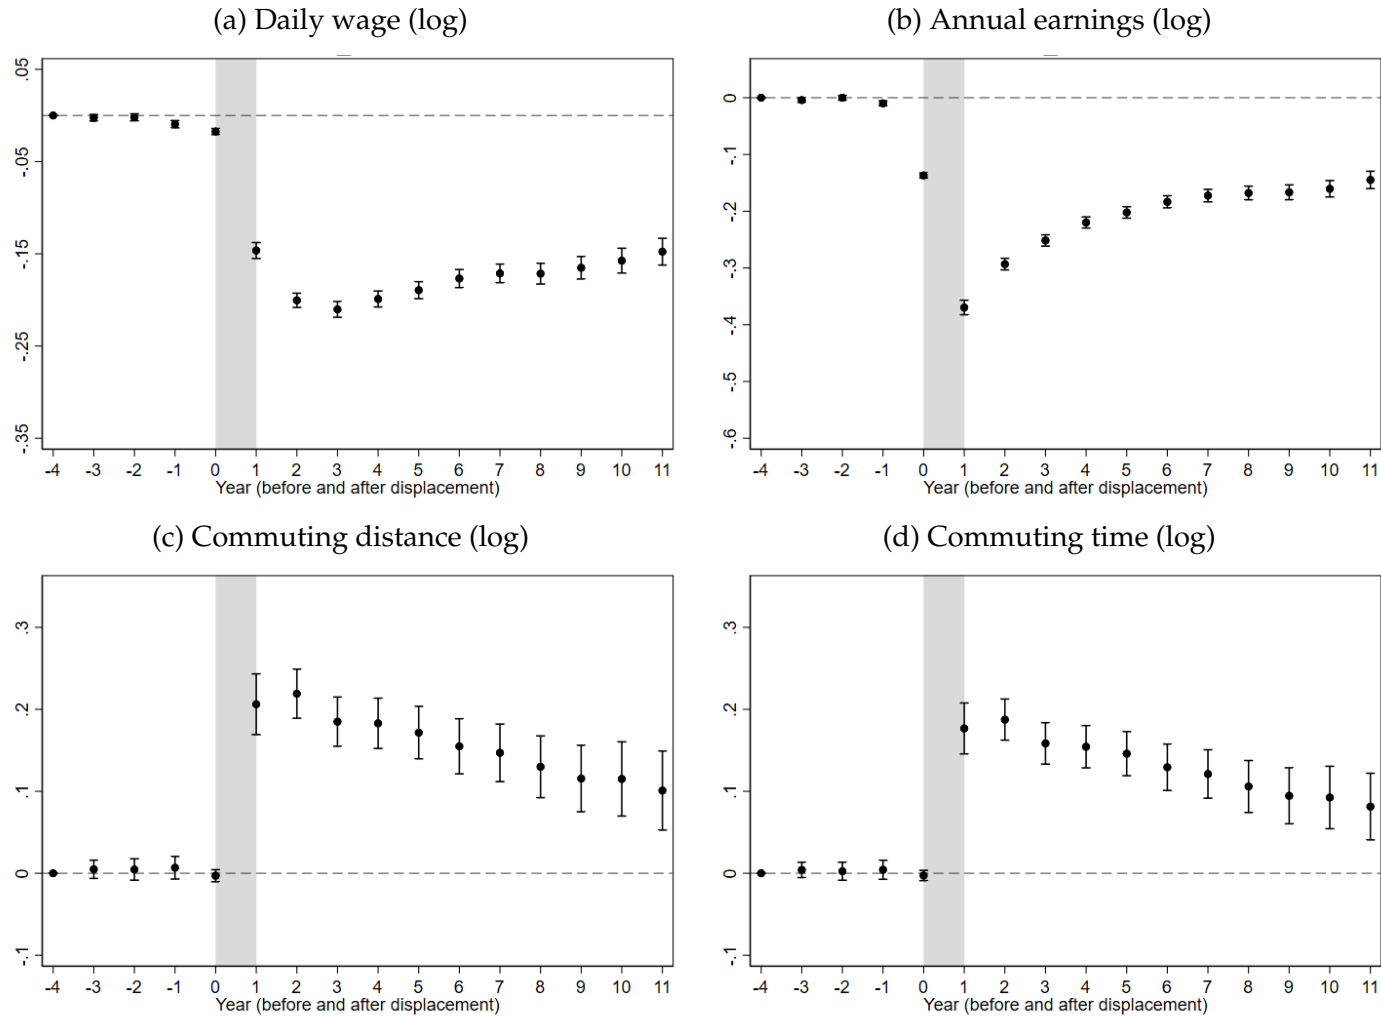 (a) Daily wage (log)
.05
0
-.05
-.15
-.25
-.35
-4 -3 -2 -1 0 1 2 3 4 5 6 7 8 9 10 11
Year (before and after displacement)
(b) Annual earnings (log)
0
-.1
-.2
-.3
-.4
-.5
-.6
-4 -3 -2 -1 0 1 2 3 4 5 6 7 8 9 10 11
Year (before and after displacement)
(c) Commuting distance (log)
.3
.2
.1
0
-.1
-4 -3 -2 -1 0 1 2 3 4 5 6 7 8 9 10 11
Year (before and after displacement)
(d) Commuting time (log)
.3
.2
.1
0
-.1
-4 -3 -2 -1 0 1 2 3 4 5 6 7 8 9 10 11
Year (before and after displacement)